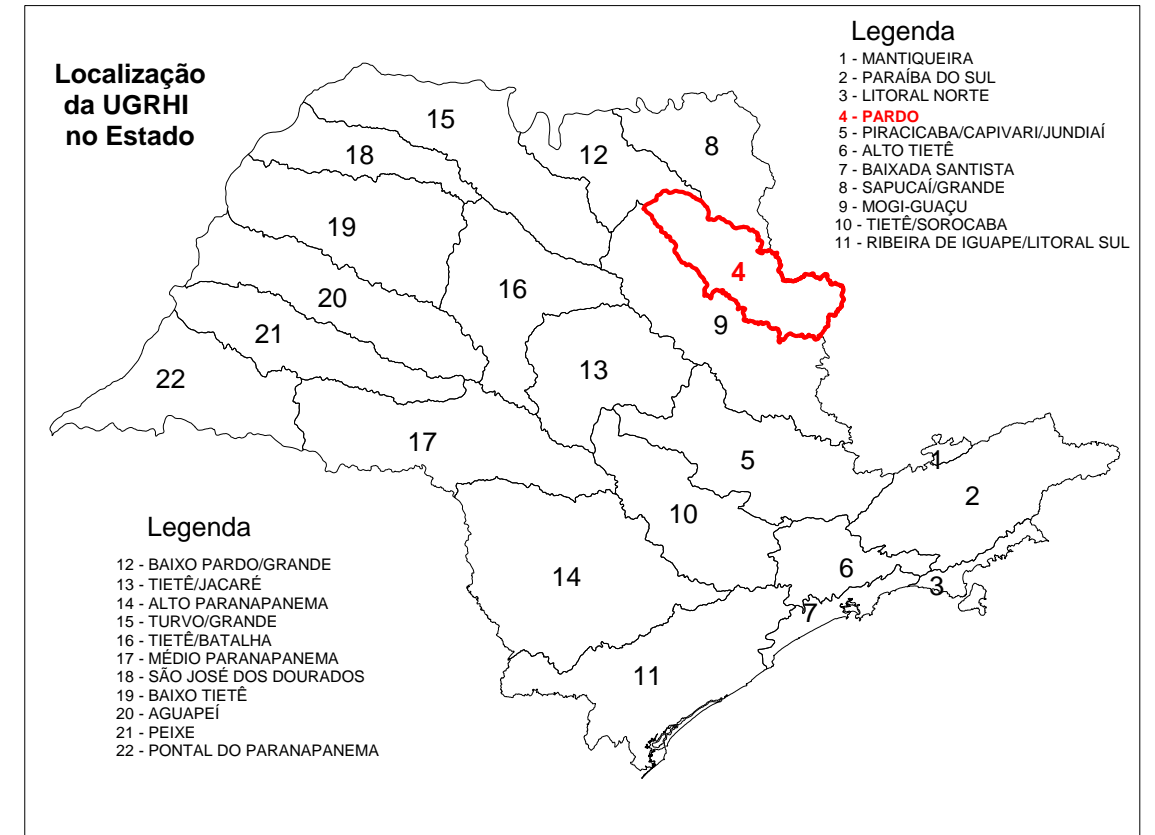 Localização
da UGRHI
no Estado
Legenda
1 - MANTIQUEIRA
2 - PARAÍBA DO SUL
3 - LITORAL NORTE
4 - PARDO
5 - PIRACICABA/CAPIVARI/JUNDIAÍ
6 - ALTO TIETÊ
7 - BAIXADA SANTISTA
8 - SAPUCAÍ/GRANDE
9 - MOGI-GUAÇU
10 - TIETÊ/SOROCABA
11 - RIBEIRA DE IGUAPE/LITORAL SUL
15
18
12
8
19
4
16
20
9
21
13
22
17
5
1
2
10
6
14
3
7
11
Legenda
12 - BAIXO PARDO/GRANDE
13 - TIETÊ/JACARÉ
14 - ALTO PARANAPANEMA
15 - TURVO/GRANDE
16 - TIETÊ/BATALHA
17 - MÉDIO PARANAPANEMA
18 - SÃO JOSÉ DOS DOURADOS
19 - BAIXO TIETÊ
20 - AGUAPEÍ
21 - PEIXE
22 - PONTAL DO PARANAPANEMA